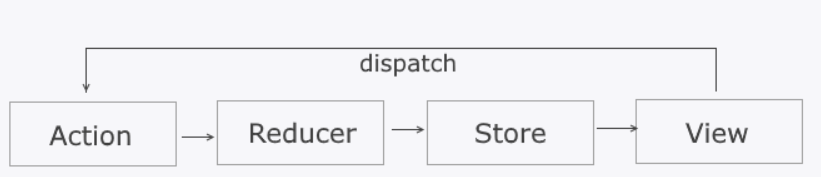 dispatch
Action
Reducer
Store
View